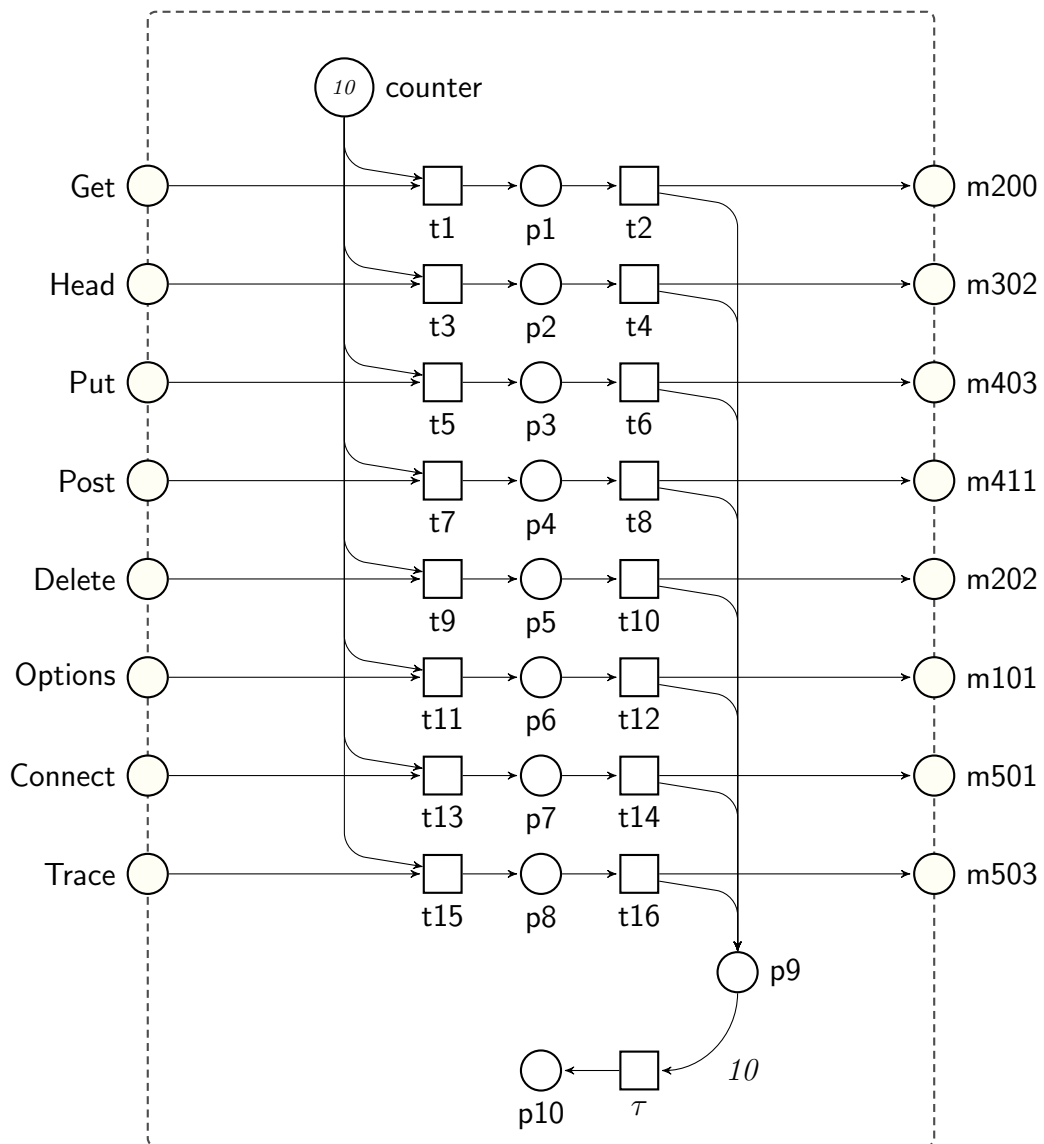 10 counter
Get m200
t1 p1 t2
Head m302
t3 p2 t4
Put m403
t5 p3 t6
Post m411
t7 p4 t8
Delete m202
t9 p5 t10
Options m101
t11 p6 t12
Connect m501
t13 p7 t14
Trace m503
t15 p8 t16
p9
10
p10 τ